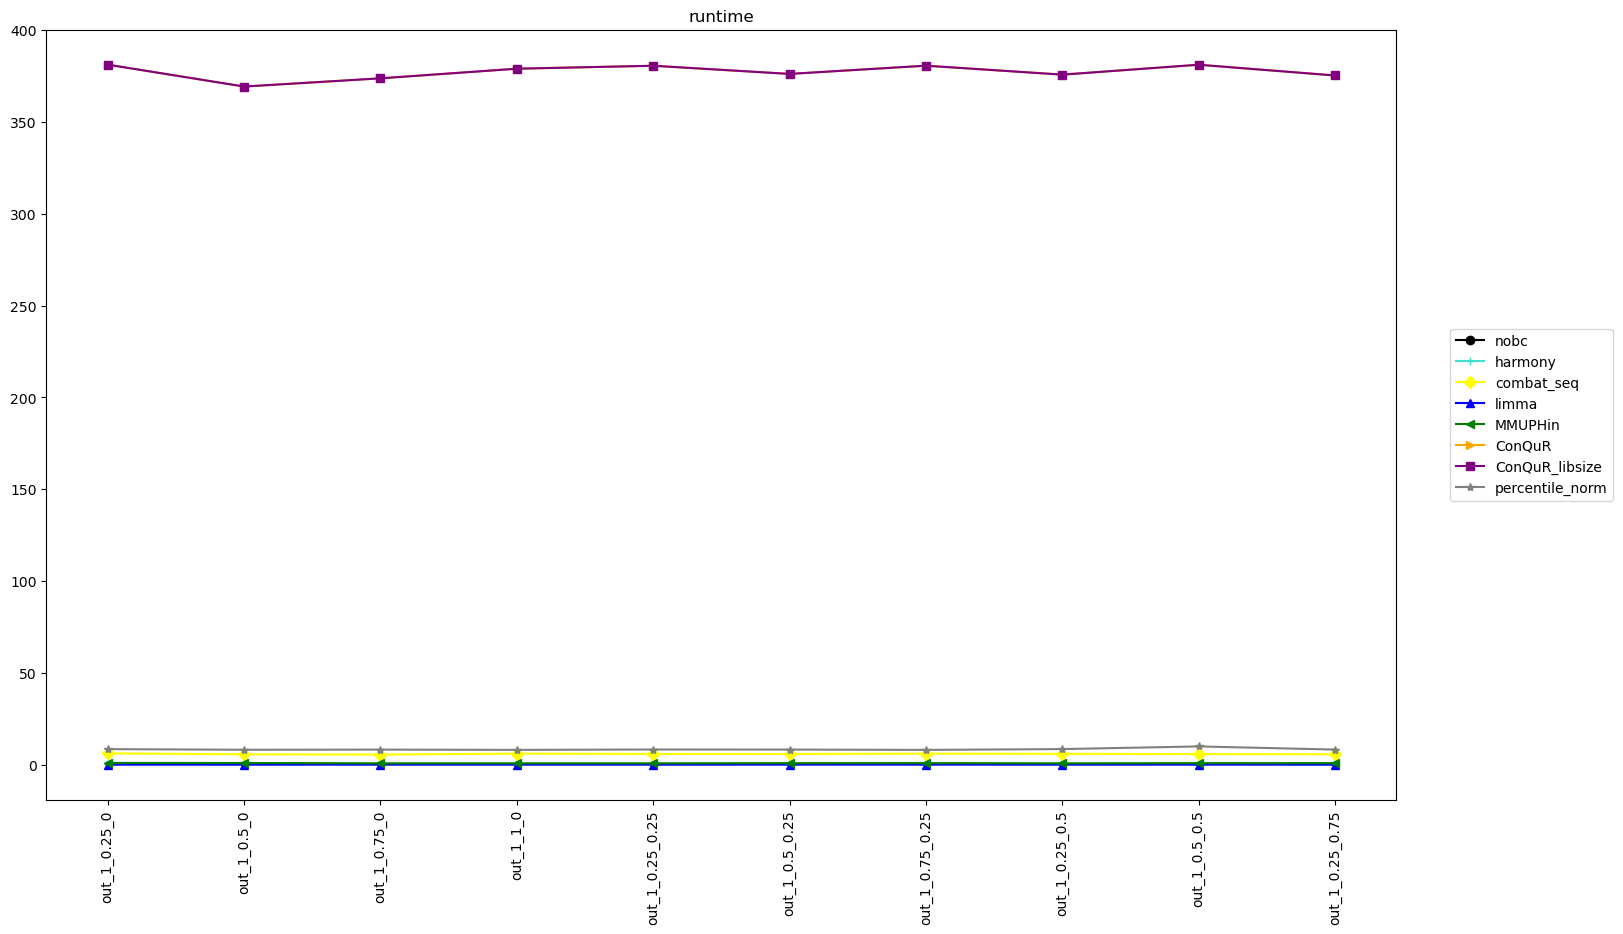 runtime
400
350
300
250
200
150
100
50
0
out_1_0.25_0
out_1_0.5_0
out_1_0.75_0
out_1_1_0
out_1_0.25_0.25
out_1_0.5_0.25
out_1_0.75_0.25
out_1_0.25_0.5
out_1_0.5_0.5
out_1_0.25_0.75
nobc
harmony
combat_seq
limma
MMUPHin
ConQuR
ConQuR_libsize
percentile_norm